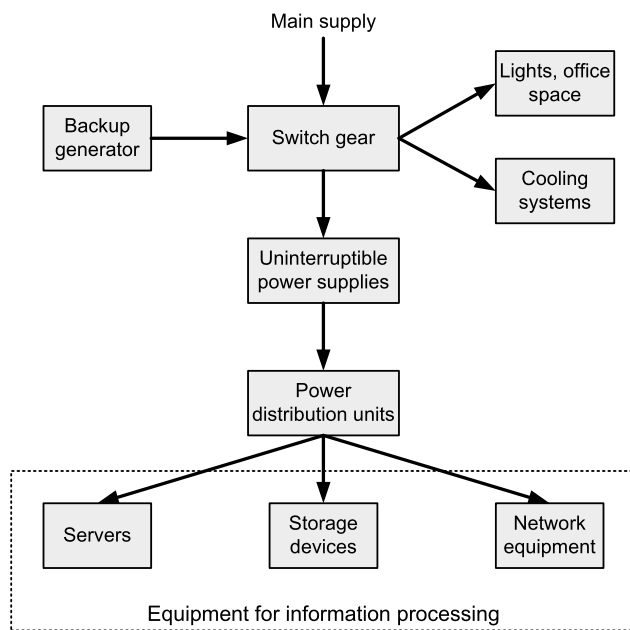 Main supply
Lights, office
space
Backup
generator
Switch gear
Cooling
systems
Uninterruptible
power supplies
Power
distribution units
Servers
Storage
devices
Network
equipment
Equipment for information processing